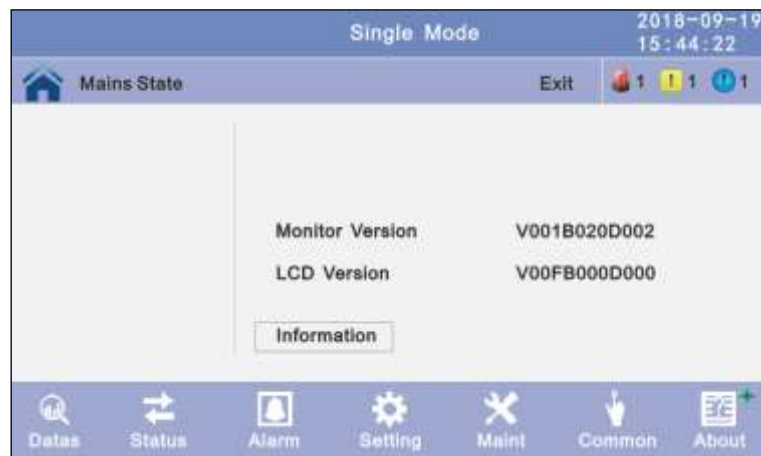 Single Mode
2018-09-19
15:44:22
Mains State
Exit
1
! 1
! 1
Monitor Version V001B020D002
LCD Version V00FB000D000
Information
Datas Status Alarm Setting Maint Common About